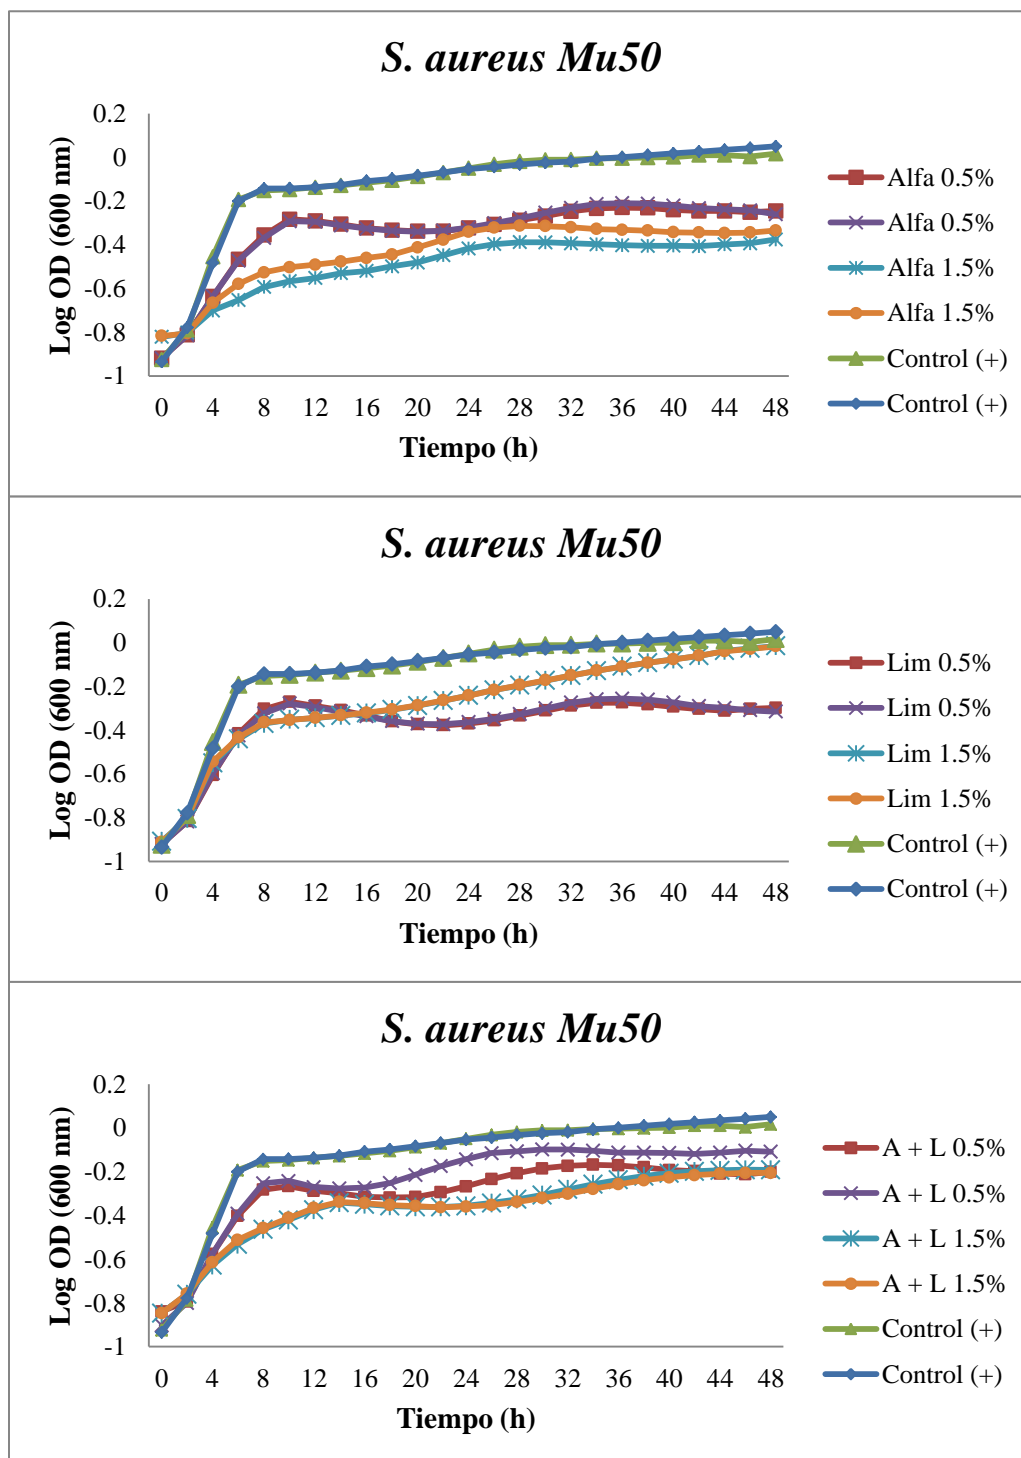 S. aureus Mu50
Log OD (600 nm)
0.2
0
-0.2
-0.4
-0.6
-0.8
-1
0 4 8 12 16 20 24 28 32 36 40 44 48
Tiempo (h)
Alfa 0.5%
Alfa 0.5%
Alfa 1.5%
Alfa 1.5%
Control (+)
Control (+)
S. aureus Mu50
Log OD (600 nm)
0.2
0
-0.2
-0.4
-0.6
-0.8
-1
0 4 8 12 16 20 24 28 32 36 40 44 48
Tiempo (h)
Lim 0.5%
Lim 0.5%
Lim 1.5%
Lim 1.5%
Control (+)
Control (+)
S. aureus Mu50
Log OD (600 nm)
0.2
0
-0.2
-0.4
-0.6
-0.8
-1
0 4 8 12 16 20 24 28 32 36 40 44 48
Tiempo (h)
A + L 0.5%
A + L 0.5%
A + L 1.5%
A + L 1.5%
Control (+)
Control (+)